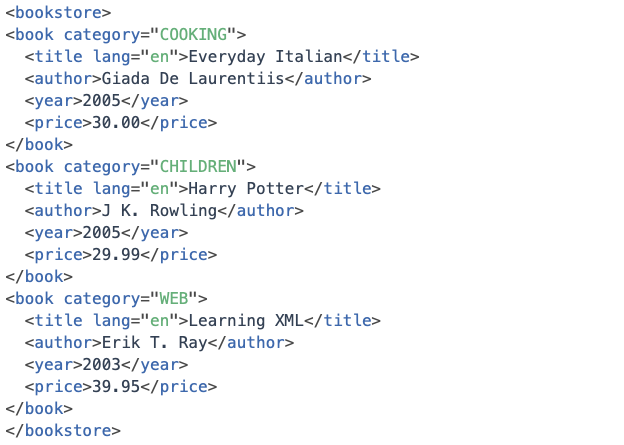 <bookstore>
<book category="COOKING">
  <title lang="en">Everyday Italian</title>
  <author>Giada De Laurentiis</author>
  <year>2005</year>
  <price>30.00</price>
</book>
<book category="CHILDREN">
  <title lang="en">Harry Potter</title>
  <author>J K. Rowling</author>
  <year>2005</year>
  <price>29.99</price>
</book>
<book category="WEB">
  <title lang="en">Learning XML</title>
  <author>Erik T. Ray</author>
  <year>2003</year>
  <price>39.95</price>
</book>
</bookstore>